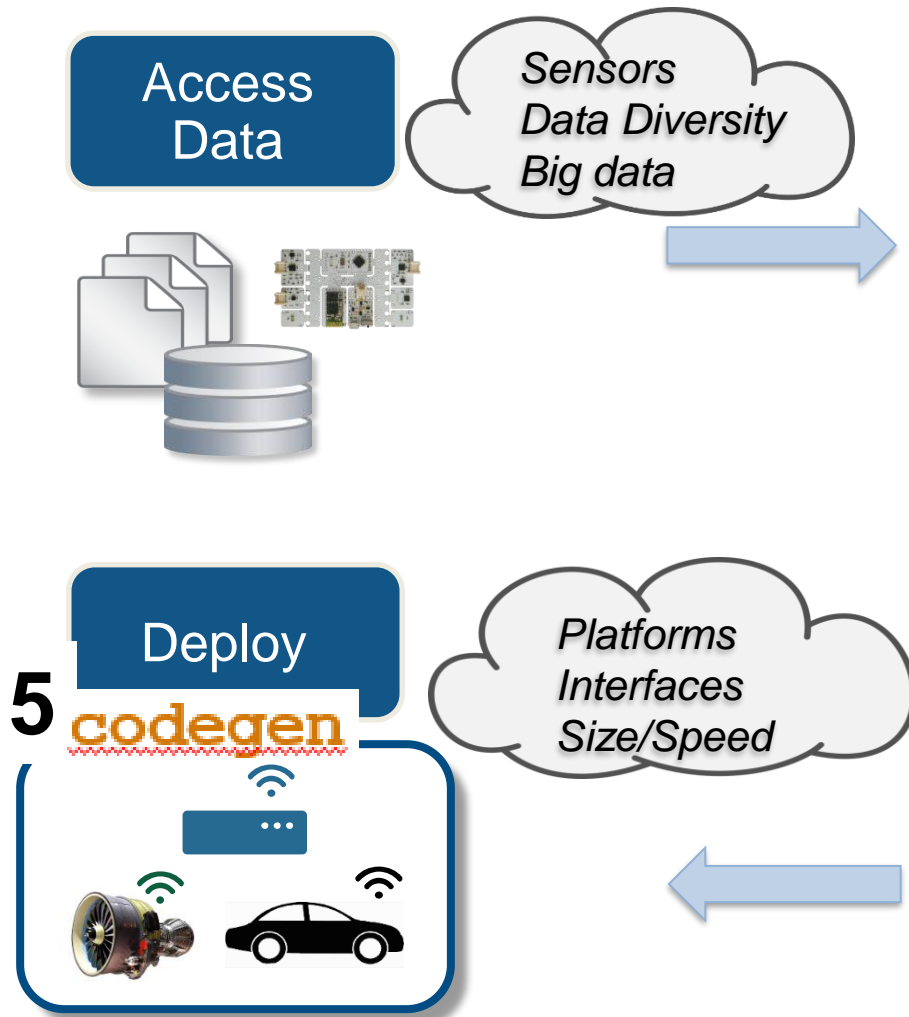 Access
Data
Sensors
Data Diversity
Big data
Deploy
5
codegen
Platforms
Interfaces
Size/Speed